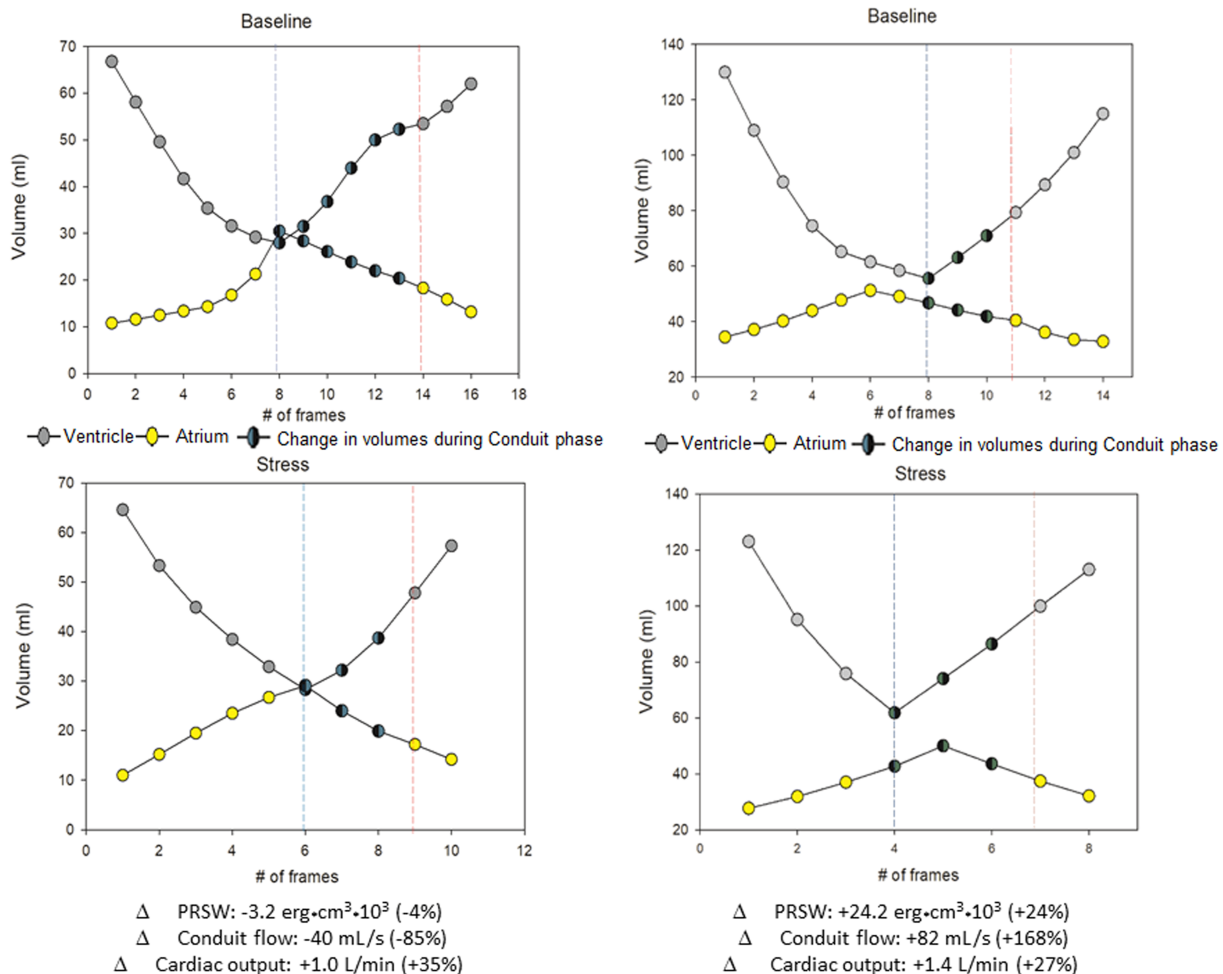 Baseline
70
60
50
40
30
20
10
0
Volume (ml)
0 2 4 6 8 10 12 14 16 18
# of frames
Baseline
140
120
100
80
60
40
20
Volume (ml)
0 2 4 6 8 10 12 14
# of frames
Ventricle Atrium Change in volumes during Conduit phase
Ventricle Atrium Change in volumes during Conduit phase
Stress
70
60
50
40
30
20
10
0
Volume (ml)
0 2 4 6 8 10 12
# of frames
Stress
140
120
100
80
60
40
20
Volume (ml)
0 2 4 6 8
# of frames
Δ PRSW: -3.2 erg•cm³•10³ (-4%)
Δ Conduit flow: -40 mL/s (-85%)
Δ Cardiac output: +1.0 L/min (+35%)
Δ PRSW: +24.2 erg•cm³•10³ (+24%)
Δ Conduit flow: +82 mL/s (+168%)
Δ Cardiac output: +1.4 L/min (+27%)